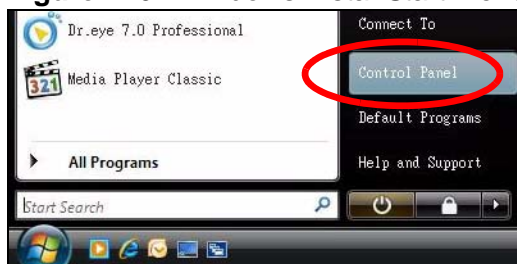 Dr.eye 7.0 Professional
Media Player Classic
All Programs
Start Search
Connect To
Control Panel
Default Programs
Help and Support